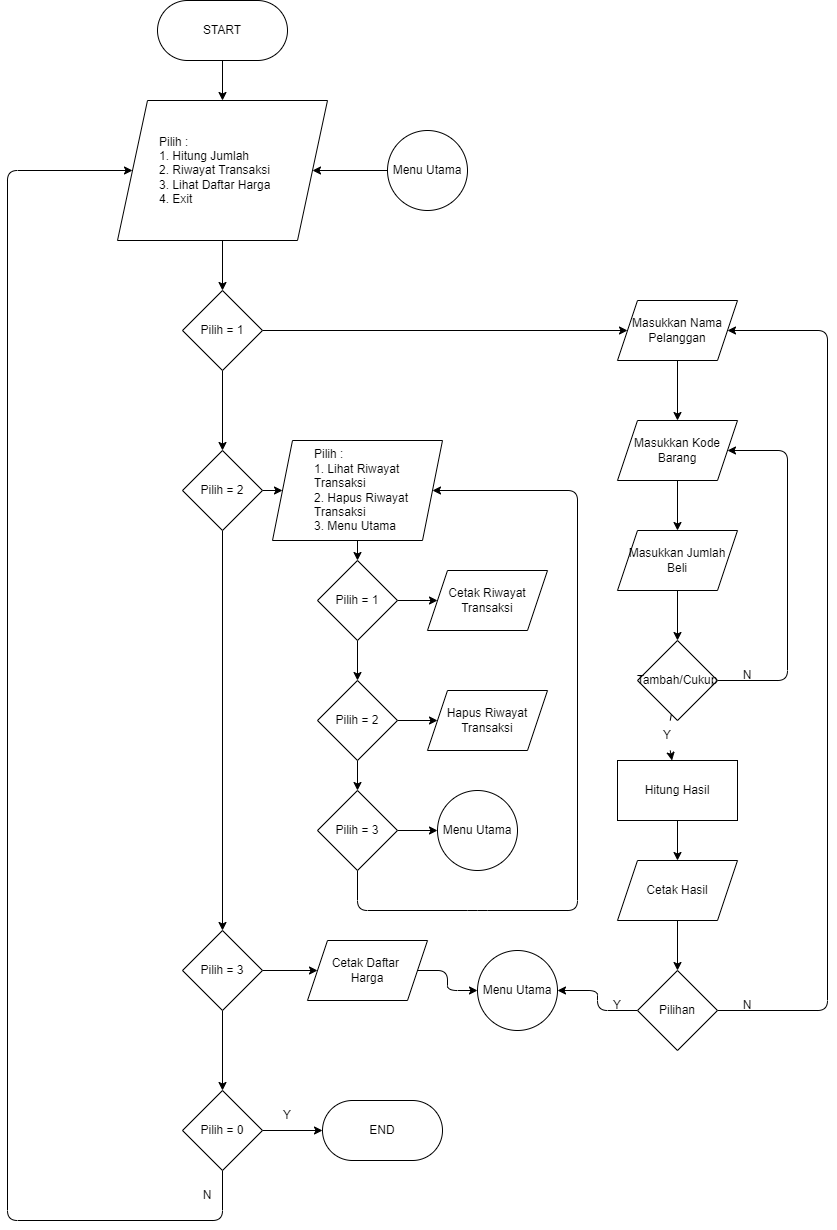 START
Pilih :
1. Hitung Jumlah
2. Riwayat Transaksi
3. Lihat Daftar Harga
4. Exit
Menu Utama
Pilih = 1
Masukkan Nama
Pelanggan
Masukkan Kode
Barang
Pilih = 2
Pilih :
1. Lihat Riwayat
Transaksi
2. Hapus Riwayat
Transaksi
3. Menu Utama
Masukkan Jumlah
Beli
Pilih = 1
Cetak Riwayat
Transaksi
Tambah/Cukup
N
Y
Pilih = 2
Hapus Riwayat
Transaksi
Hitung Hasil
Pilih = 3
Menu Utama
Cetak Hasil
Pilih = 3
Cetak Daftar
Harga
Menu Utama
Y
Pilihan
N
Pilih = 0
Y
END
N